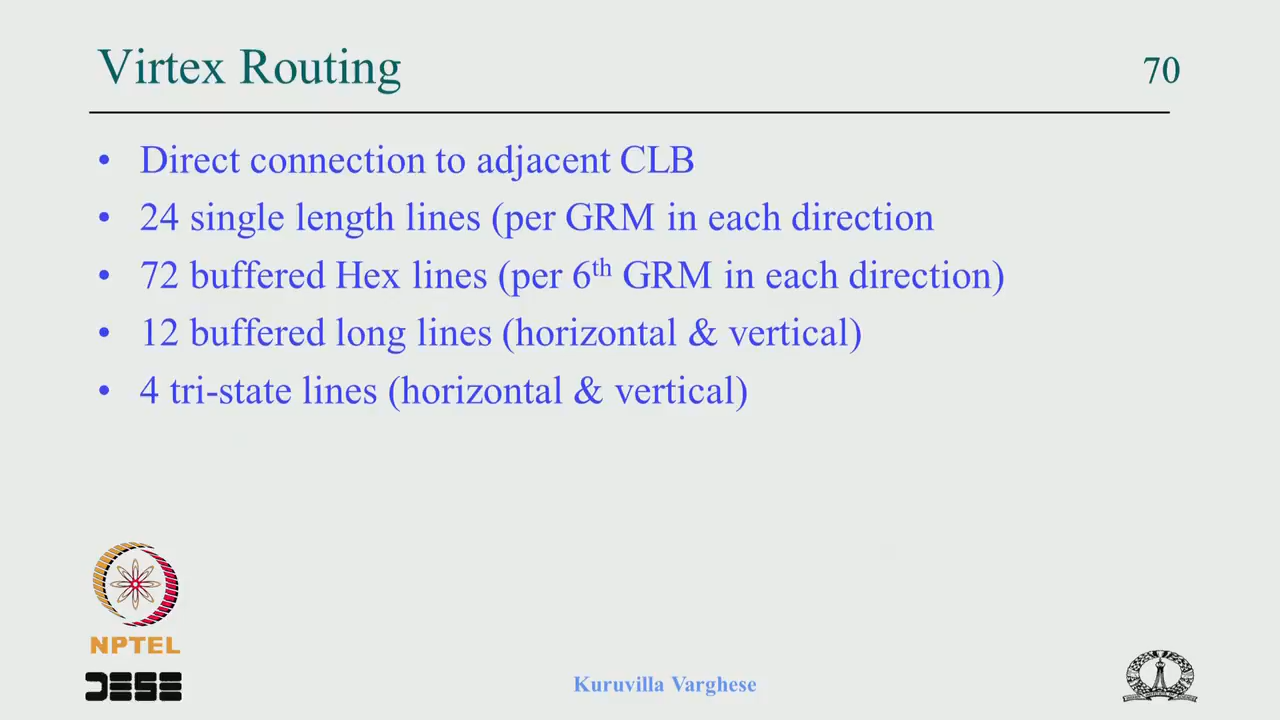 Virtex Routing
70
• Direct connection to adjacent CLB
• 24 single length lines (per GRM in each direction
• 72 buffered Hex lines (per 6th GRM in each direction)
• 12 buffered long lines (horizontal & vertical)
• 4 tri-state lines (horizontal & vertical)
NPTEL
DESE
Kuruvilla Varghese